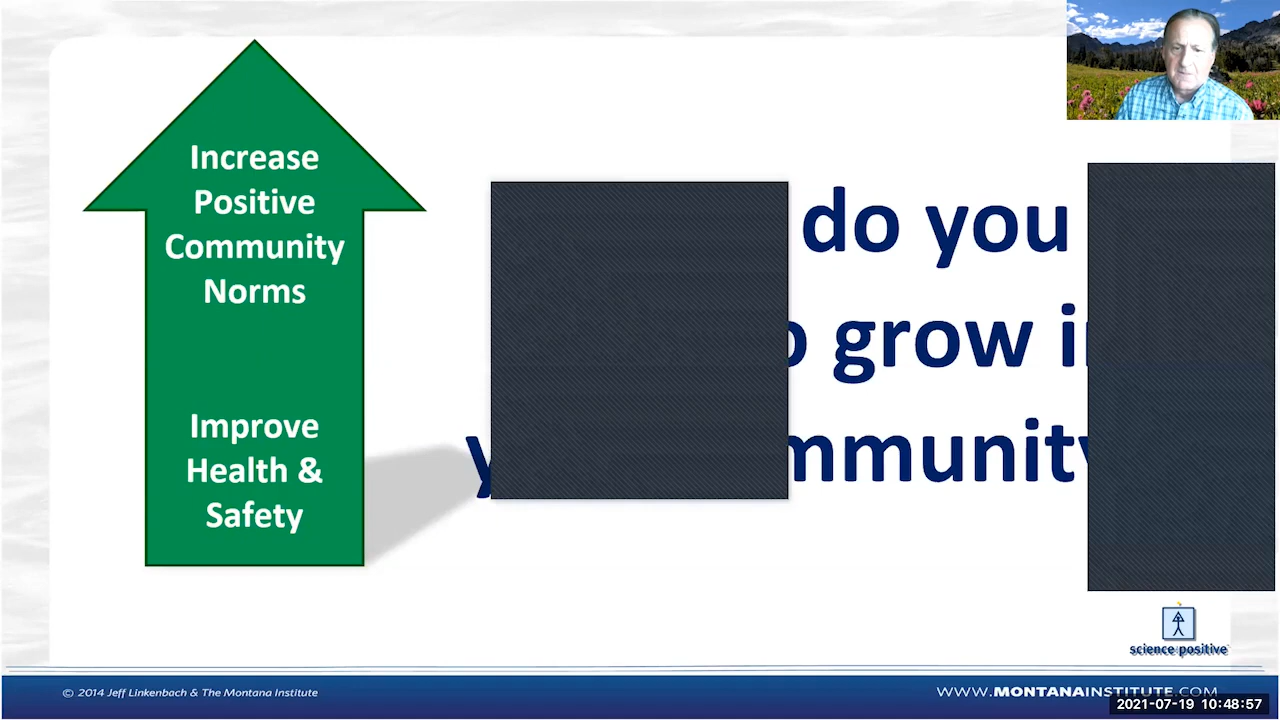 Increase
Positive
Community
Norms
Improve
Health &
Safety
do you
grow
science positive
© 2014 Jeff Linkenbach & The Montana Institute
WWW.MONTANAINSTITUTE.COM
2021-07-19 10:48:57